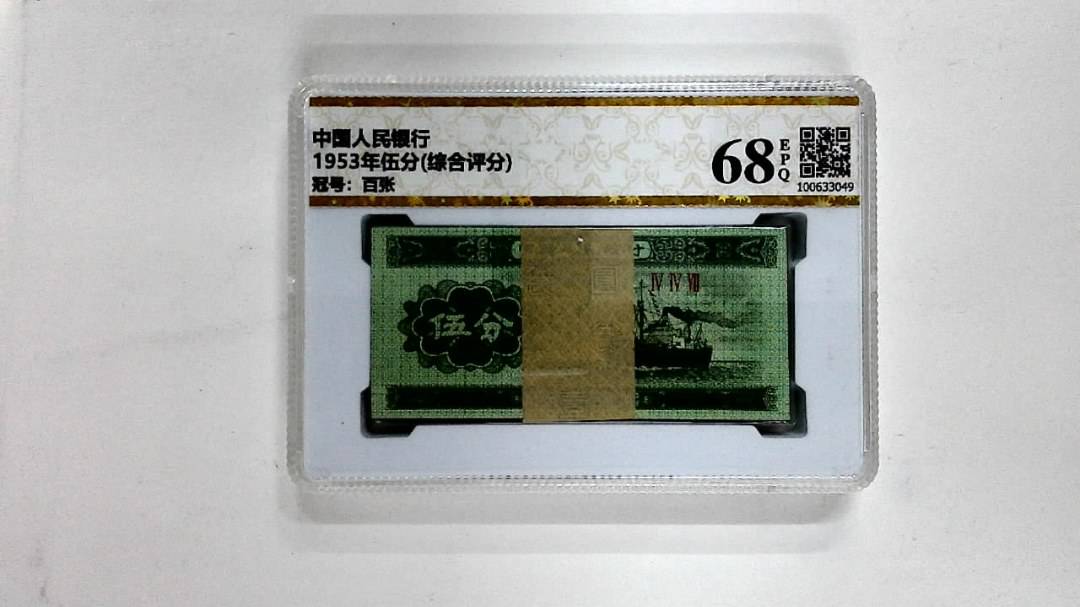 中国人民银行
1953年伍分(综合评分)
冠号：百张
68
EPQ
100633049
ⅣⅣⅦ
伍分